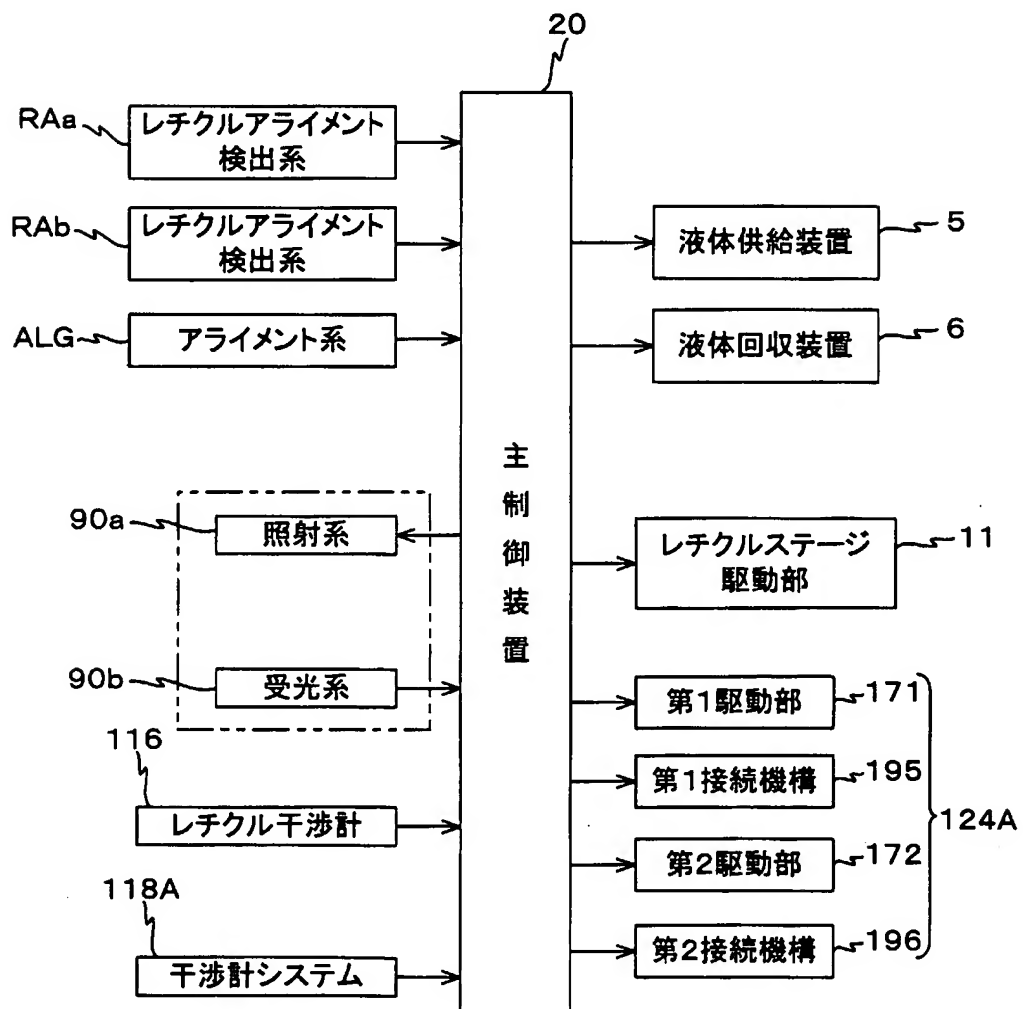 20
RAa
レチクルアライメント
検出系
RAb
レチクルアライメント
検出系
ALG
アライメント系
90a
照射系
90b
受光系
116
レチクル干渉計
118A
干渉計システム
主制御装置
液体供給装置
5
液体回収装置
6
レチクルステージ
駆動部
11
第1駆動部
171
第1接続機構
195
第2駆動部
172
第2接続機構
196
124A